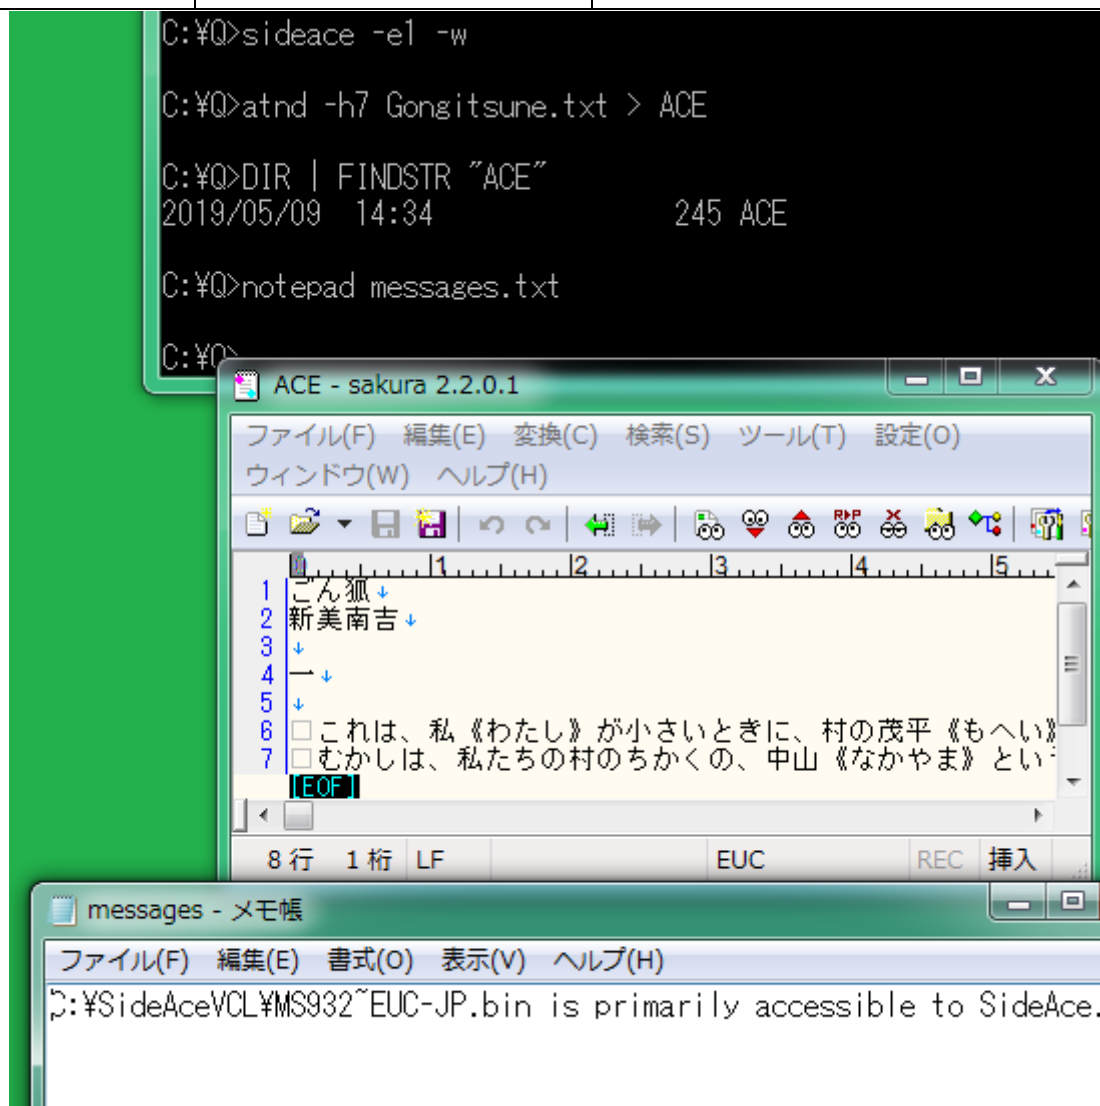 C:¥Q>sideace -e1 -w
C:¥Q>atnd -h7 Gongitsune.txt > ACE
C:¥Q>DIR | FINDSTR "ACE"
2019/05/09 14:34 245 ACE
C:¥Q>notepad messages.txt
C:¥Q>
ACE - sakura 2.2.0.1
ファイル(F) 編集(E) 変換(C) 検索(S) ツール(T) 設定(O)
ウィンドウ(W) ヘルプ(H)
0 1 2 3 4 5
1 ごん狐↓
2 新美南吉↓
3 ↓
4 一↓
5 ↓
6 □これは、私《わたし》が小さいときに、村の茂平《もへい》
7 □むかしは、私たちの村のちかくの、中山《なかやま》とい
[EOF]
8 行 1 桁 LF EUC REC 挿入
messages - メモ帳
ファイル(F) 編集(E) 書式(O) 表示(V) ヘルプ(H)
C:¥SideAceVCL¥MS932~EUC-JP.bin is primarily accessible to SideAce.